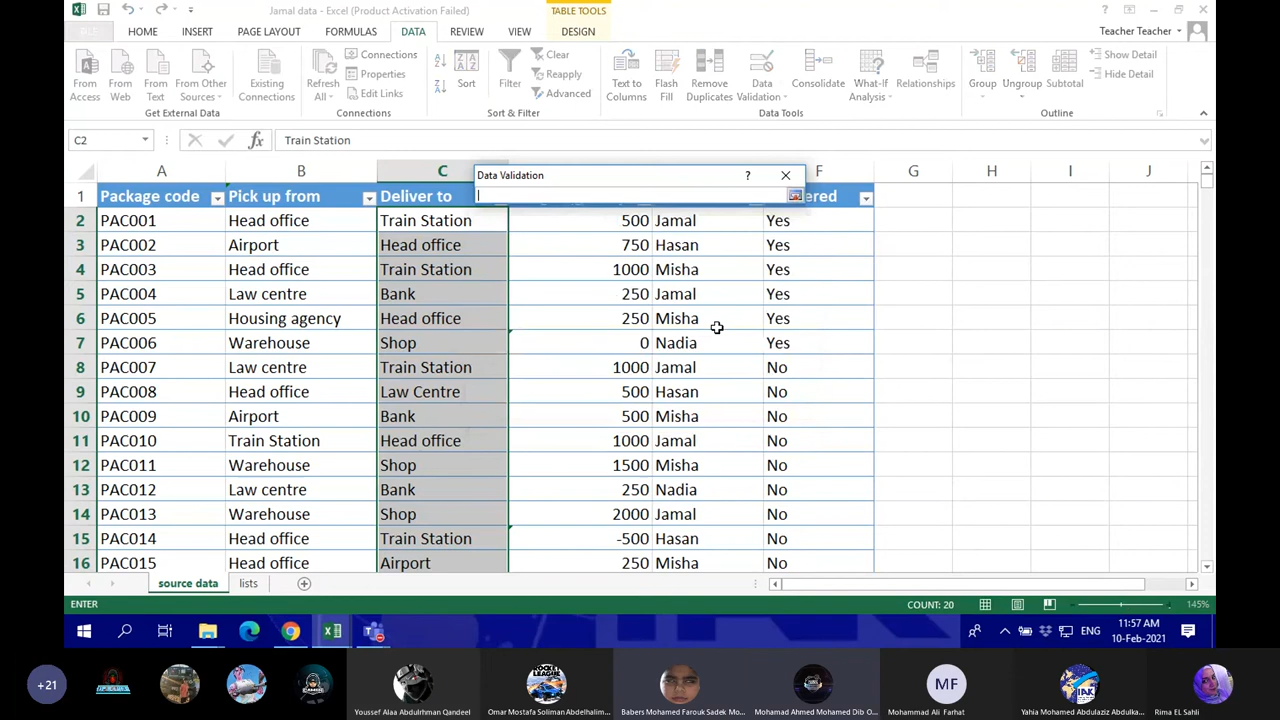 Jamal data - Excel (Product Activation Failed)
TABLE TOOLS
HOME INSERT PAGE LAYOUT FORMULAS DATA REVIEW VIEW DESIGN
Teacher Teacher
From Access
From Web
From Text
From Other Sources
Existing Connections
Refresh All
Connections
Properties
Edit Links
Sort
Filter
Clear
Reapply
Advanced
Text to Columns
Flash Fill
Remove Duplicates
Data Validation
Consolidate
What-If Analysis
Relationships
Group
Ungroup
Subtotal
Show Detail
Hide Detail
Get External Data Connections Sort & Filter Data Tools Outline
C2 fx Train Station
Data Validation ?
A B C F G H I J
1 Package code Pick up from Deliver to ered
2 PAC001 Head office Train Station 500 Jamal Yes
3 PAC002 Airport Head office 750 Hasan Yes
4 PAC003 Head office Train Station 1000 Misha Yes
5 PAC004 Law centre Bank 250 Jamal Yes
6 PAC005 Housing agency Head office 250 Misha Yes
7 PAC006 Warehouse Shop 0 Nadia Yes
8 PAC007 Law centre Train Station 1000 Jamal No
9 PAC008 Head office Law Centre 500 Hasan No
10 PAC009 Airport Bank 500 Misha No
11 PAC010 Train Station Head office 1000 Jamal No
12 PAC011 Warehouse Shop 1500 Misha No
13 PAC012 Law centre Bank 250 Nadia No
14 PAC013 Warehouse Shop 2000 Jamal No
15 PAC014 Head office Train Station -500 Hasan No
16 PAC015 Head office Airport 250 Misha No
source data lists
ENTER COUNT: 20 145%
ENG
11:57 AM
10-Feb-2021
+21
MF
Youssef Alaa Abdulrhman Qandeel
Omar Mostafa Soliman Abdelhalim...
Babers Mohamed Farouk Sadek Mo...
Mohamad Ahmed Mohamed Dib O...
Mohammad Ali Farhat
Yahia Mohamed Abdulaziz Abdulwahab...
Rima EL Sahli